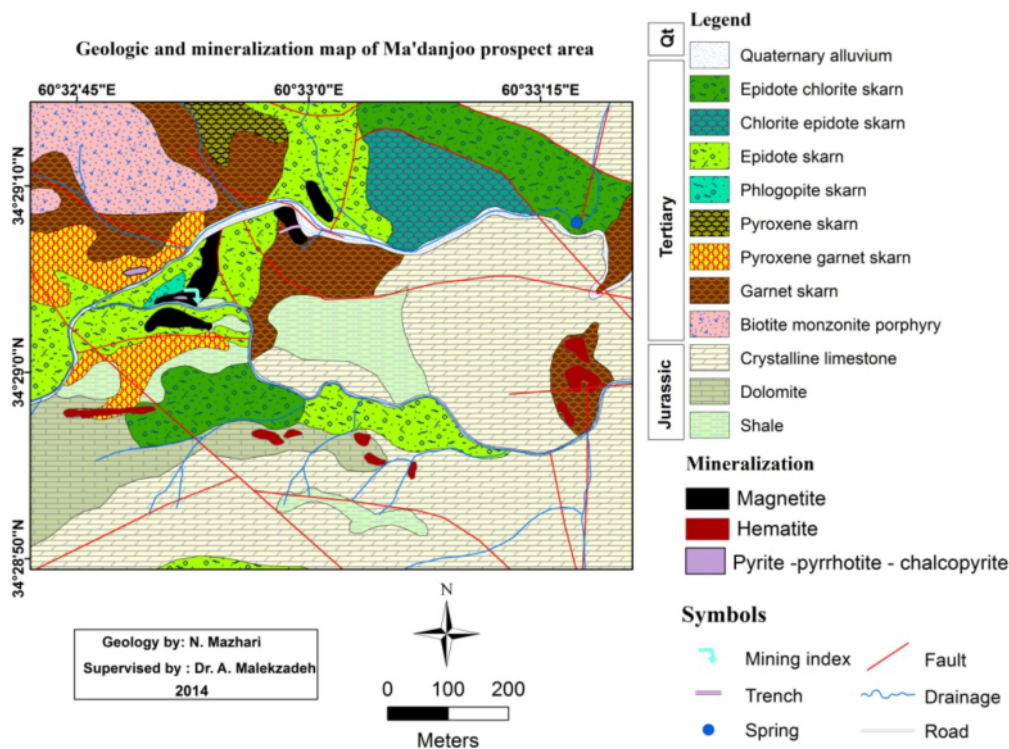 Geologic and mineralization map of Ma'danjoo prospect area
60°32'45"E
60°33'0"E
60°33'15"E
34°29'10"N
34°29'0"N
34°28'50"N
Legend
Qt
Quaternary alluvium
Tertiary
Epidote chlorite skarn
Chlorite epidote skarn
Epidote skarn
Phlogopite skarn
Pyroxene skarn
Pyroxene garnet skarn
Garnet skarn
Biotite monzonite porphyry
Jurassic
Crystalline limestone
Dolomite
Shale
Mineralization
Magnetite
Hematite
Pyrite -pyrrhotite - chalcopyrite
Symbols
Mining index
Fault
Trench
Drainage
Spring
Road
N
0 100 200
Meters
Geology by: N. Mazhari
Supervised by : Dr. A. Malekzadeh
2014